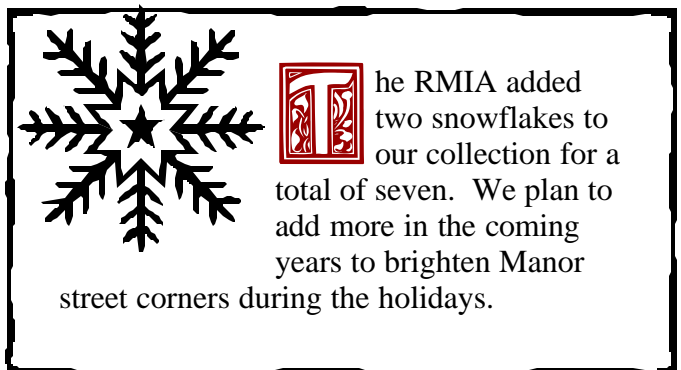 The RMIA added
two snowflakes to
our collection for a
total of seven.  We plan to
add more in the coming
years to brighten Manor
street corners during the holidays.